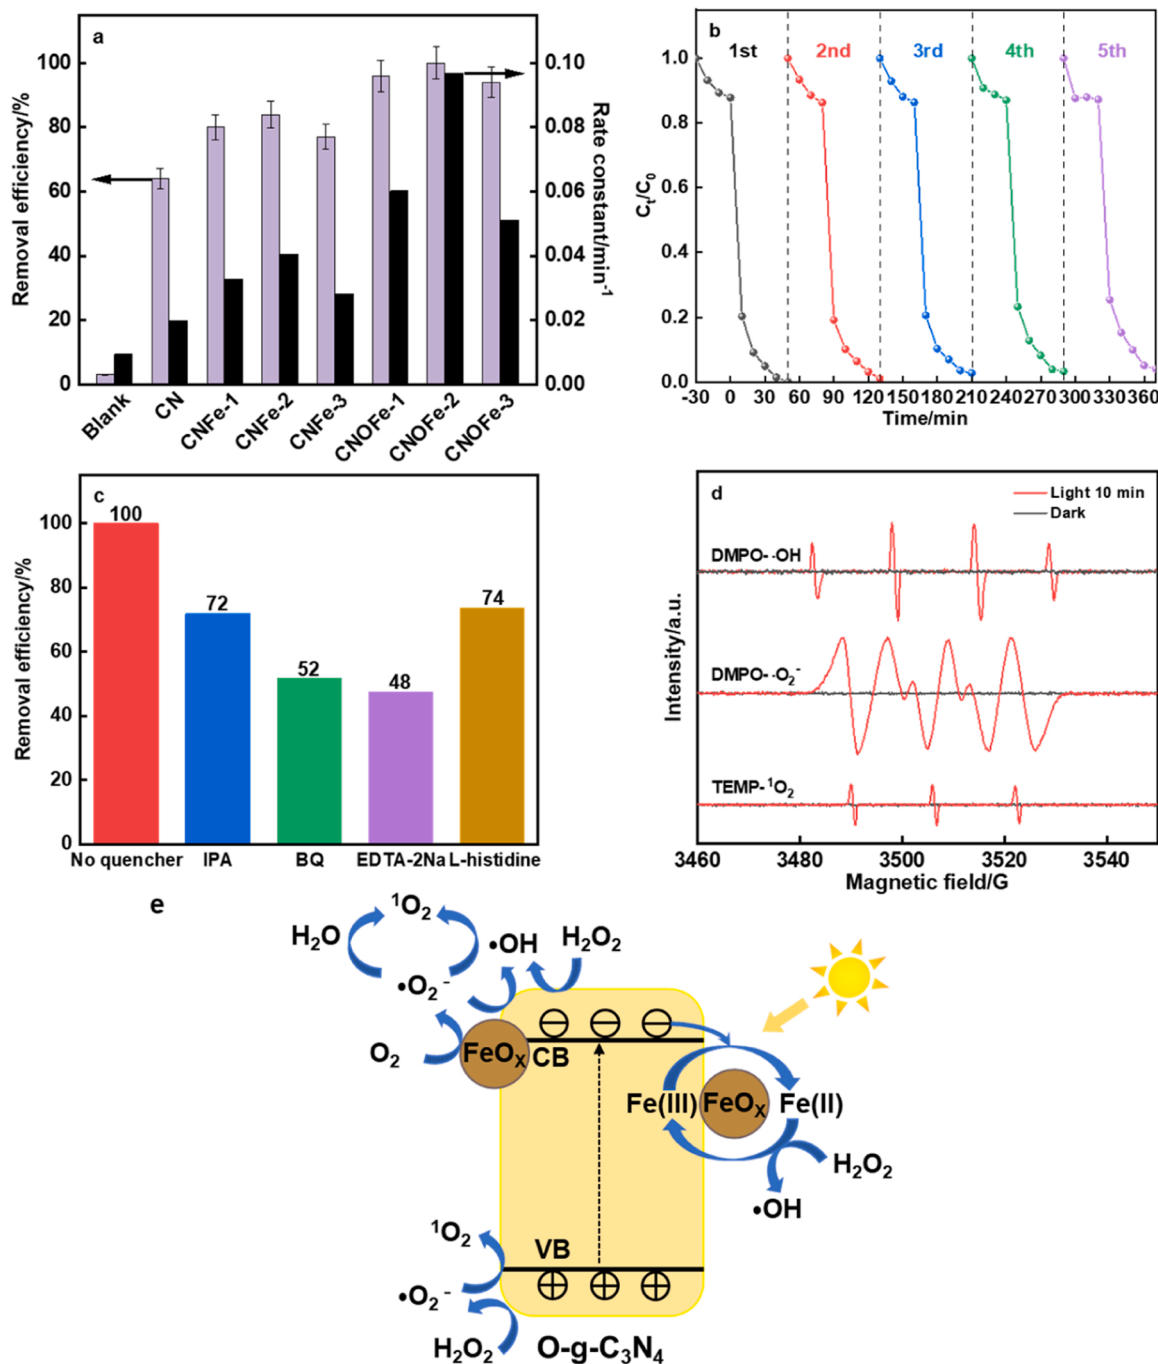 a
Removal efficiency/%
100
80
60
40
20
0
0.10
0.08
0.06
0.04
0.02
0.00
Rate constant/min⁻¹
Blank
CN
CNFe-1
CNFe-2
CNFe-3
CNOFe-1
CNOFe-2
CNOFe-3
b
1st 2nd 3rd 4th 5th
Cₜ/C₀
1.0
0.8
0.6
0.4
0.2
0.0
-30 0 30 60 90 120 150 180 210 240 270 300 330 360
Time/min
c
Removal efficiency/%
100
80
60
40
20
0
100
72
52
48
74
No quencher IPA BQ EDTA-2Na L-histidine
d
Light 10 min
Dark
DMPO-·OH
DMPO-·O₂⁻
TEMP-¹O₂
Intensity/a.u.
3460 3480 3500 3520 3540
Magnetic field/G
e
¹O₂
H₂O
•OH
H₂O₂
•O₂⁻
O₂
FeOₓ
CB
Fe(III)
FeOₓ
Fe(II)
H₂O₂
•OH
¹O₂
VB
•O₂⁻
H₂O₂
O-g-C₃N₄